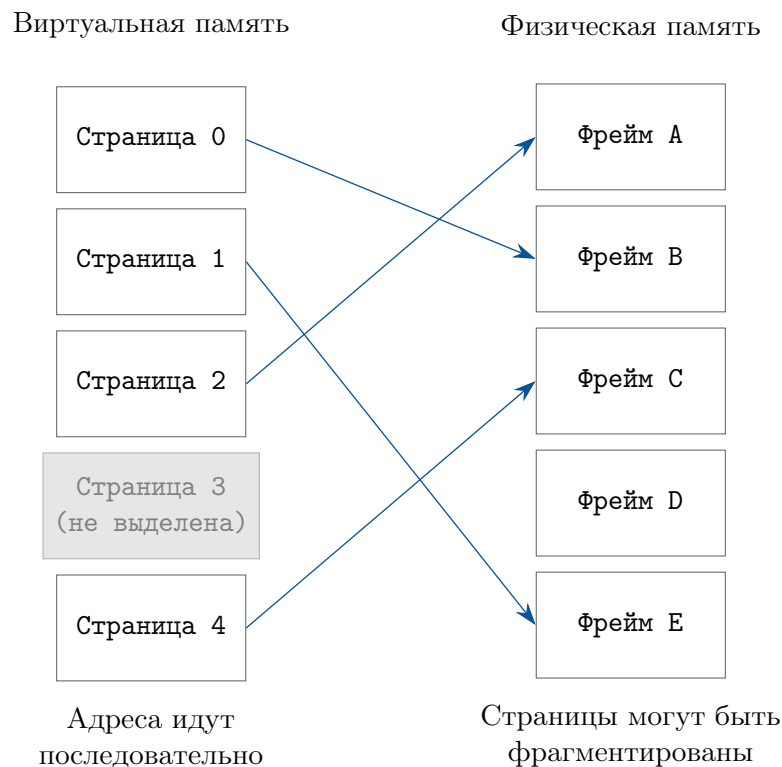 Виртуальная память
Физическая память
Страница 0
Страница 1
Страница 2
Страница 3
(не выделена)
Страница 4
Фрейм A
Фрейм B
Фрейм C
Фрейм D
Фрейм E
Адреса идут
последовательно
Страницы могут быть
фрагментированы